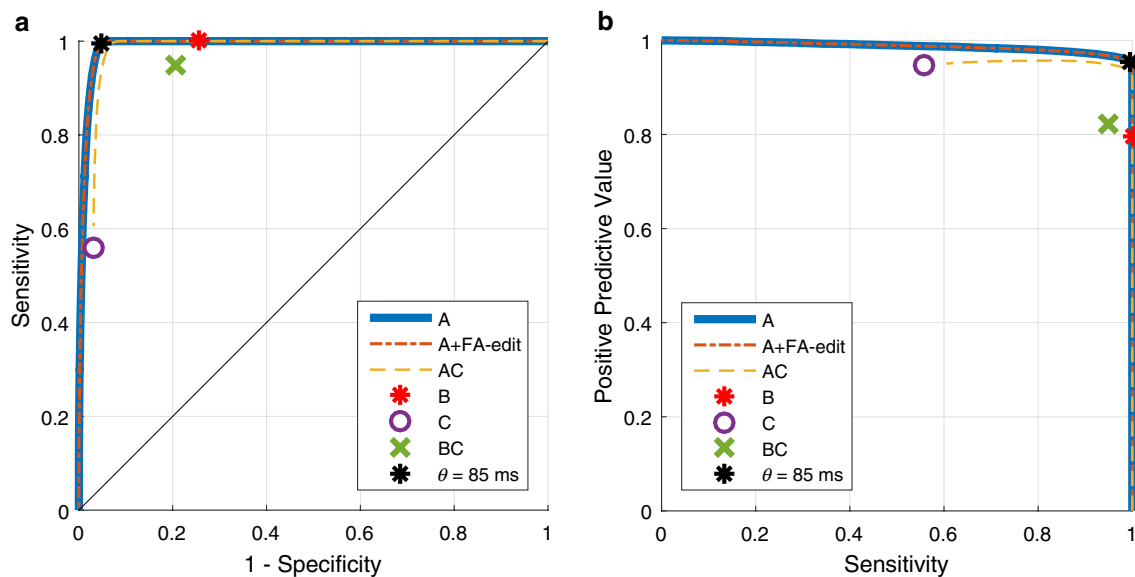 a
1
0.8
0.6
0.4
0.2
0
Sensitivity
A
A+FA-edit
AC
B
C
BC
θ = 85 ms
0 0.2 0.4 0.6 0.8 1
1 - Specificity
b
1
0.8
0.6
0.4
0.2
0
Positive Predictive Value
A
A+FA-edit
AC
B
C
BC
θ = 85 ms
0 0.2 0.4 0.6 0.8 1
Sensitivity